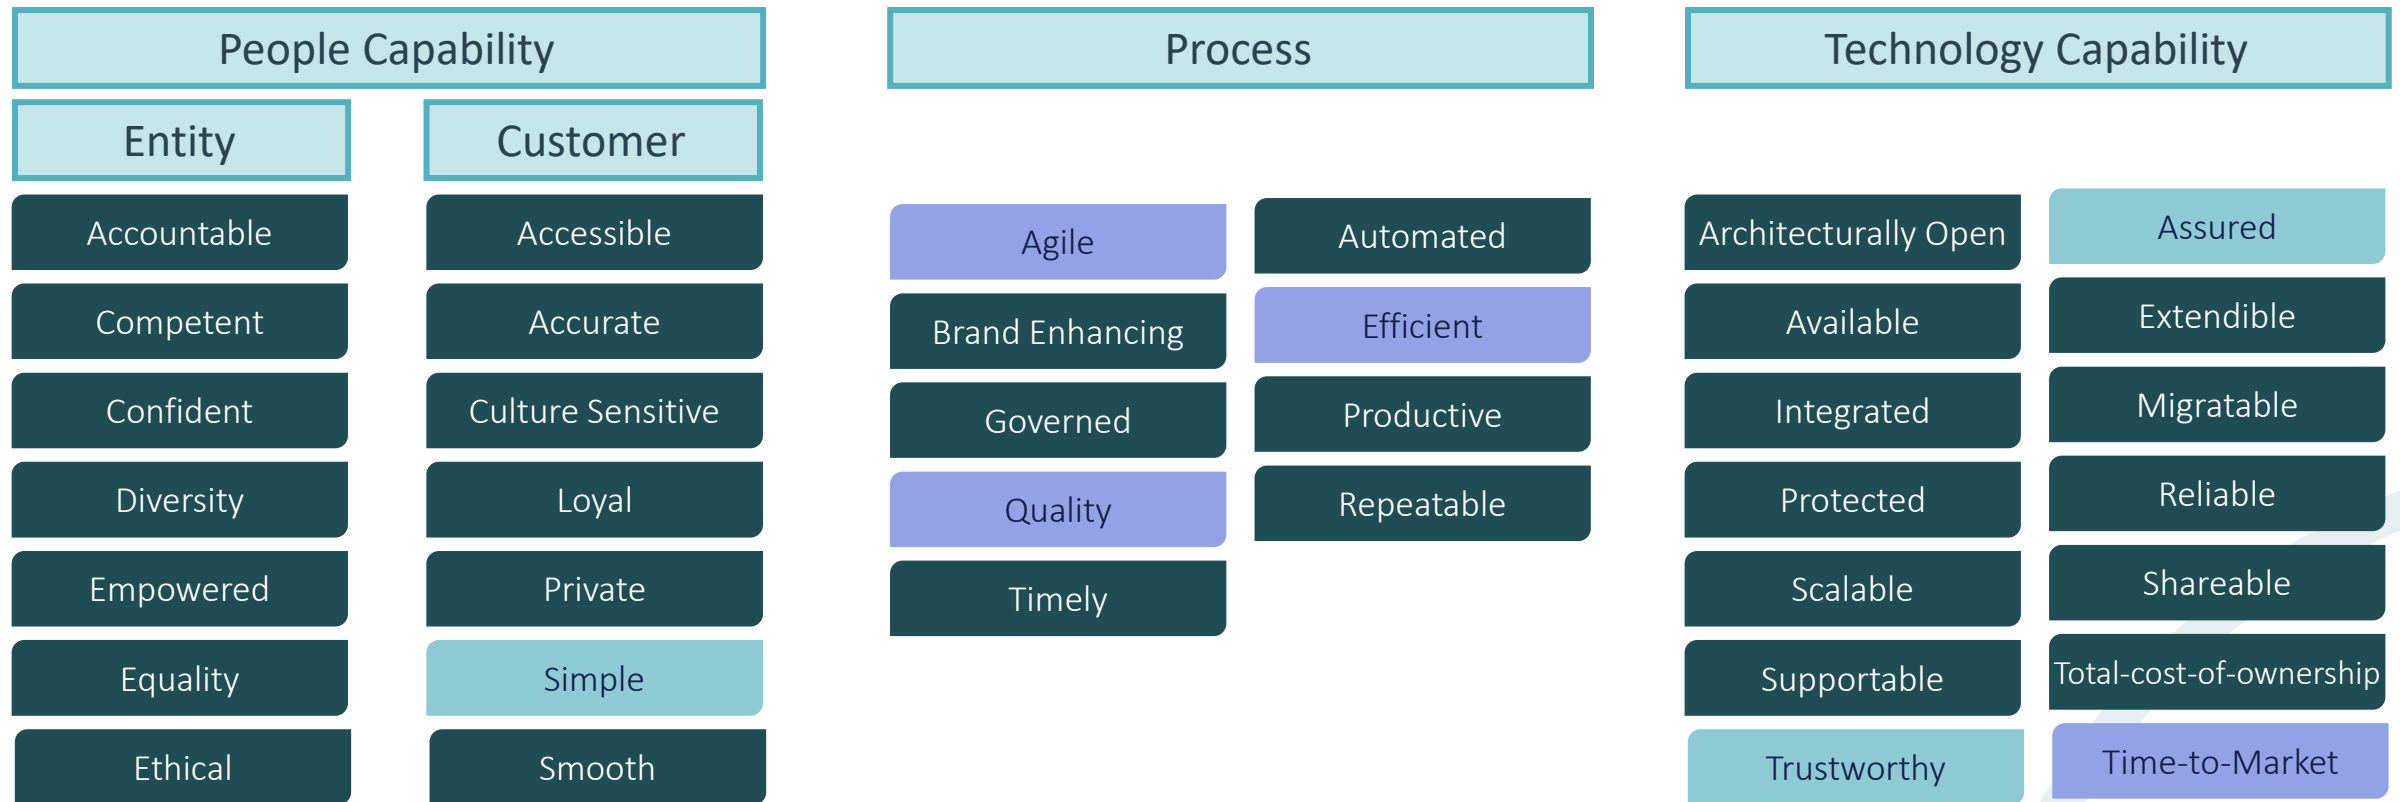 People Capability
Process
Technology Capability
Entity
Customer
Accountable
Competent
Confident
Diversity
Empowered
Equality
Ethical
Accessible
Accurate
Culture Sensitive
Loyal
Private
Simple
Smooth
Agile
Brand Enhancing
Governed
Quality
Timely
Automated
Efficient
Productive
Repeatable
Architecturally Open
Available
Integrated
Protected
Scalable
Supportable
Trustworthy
Assured
Extendible
Migratable
Reliable
Shareable
Total-cost-of-ownership
Time-to-Market